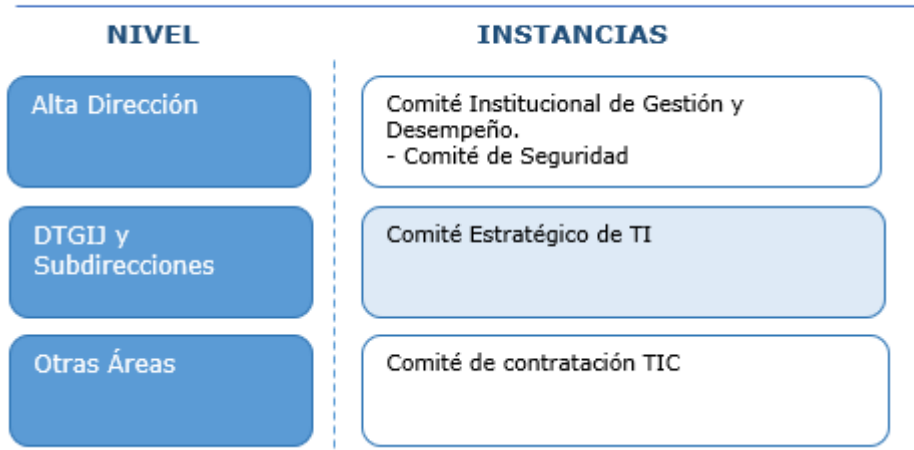 NIVEL
INSTANCIAS
Alta Dirección
Comité Institucional de Gestión y
Desempeño.
- Comité de Seguridad
DTGIJ y
Subdirecciones
Comité Estratégico de TI
Otras Áreas
Comité de contratación TIC